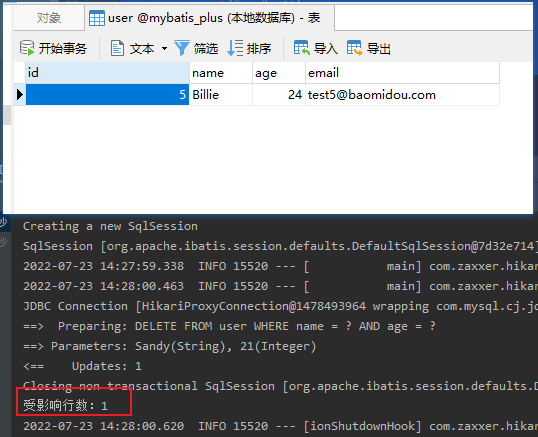 对象 user @mybatis_plus (本地数据库) - 表
开始事务 文本 筛选 排序 导入 导出
id name age email
5 Billie 24 test5@baomidou.com
Creating a new SqlSession
SqlSession [org.apache.ibatis.session.defaults.DefaultSqlSession@7d32e714]
2022-07-23 14:27:59.338  INFO 15520 --- [           main] com.zaxxer.hikar
2022-07-23 14:28:00.463  INFO 15520 --- [           main] com.zaxxer.hikar
JDBC Connection [HikariProxyConnection@1478493964 wrapping com.mysql.cj.jd
==>  Preparing: DELETE FROM user WHERE name = ? AND age = ?
==> Parameters: Sandy(String), 21(Integer)
<==    Updates: 1
Closing non transactional SqlSession [org.apache.ibatis.session.defaults.D
受影响行数：1
2022-07-23 14:28:00.620  INFO 15520 --- [ionShutdownHook] com.zaxxer.hikar